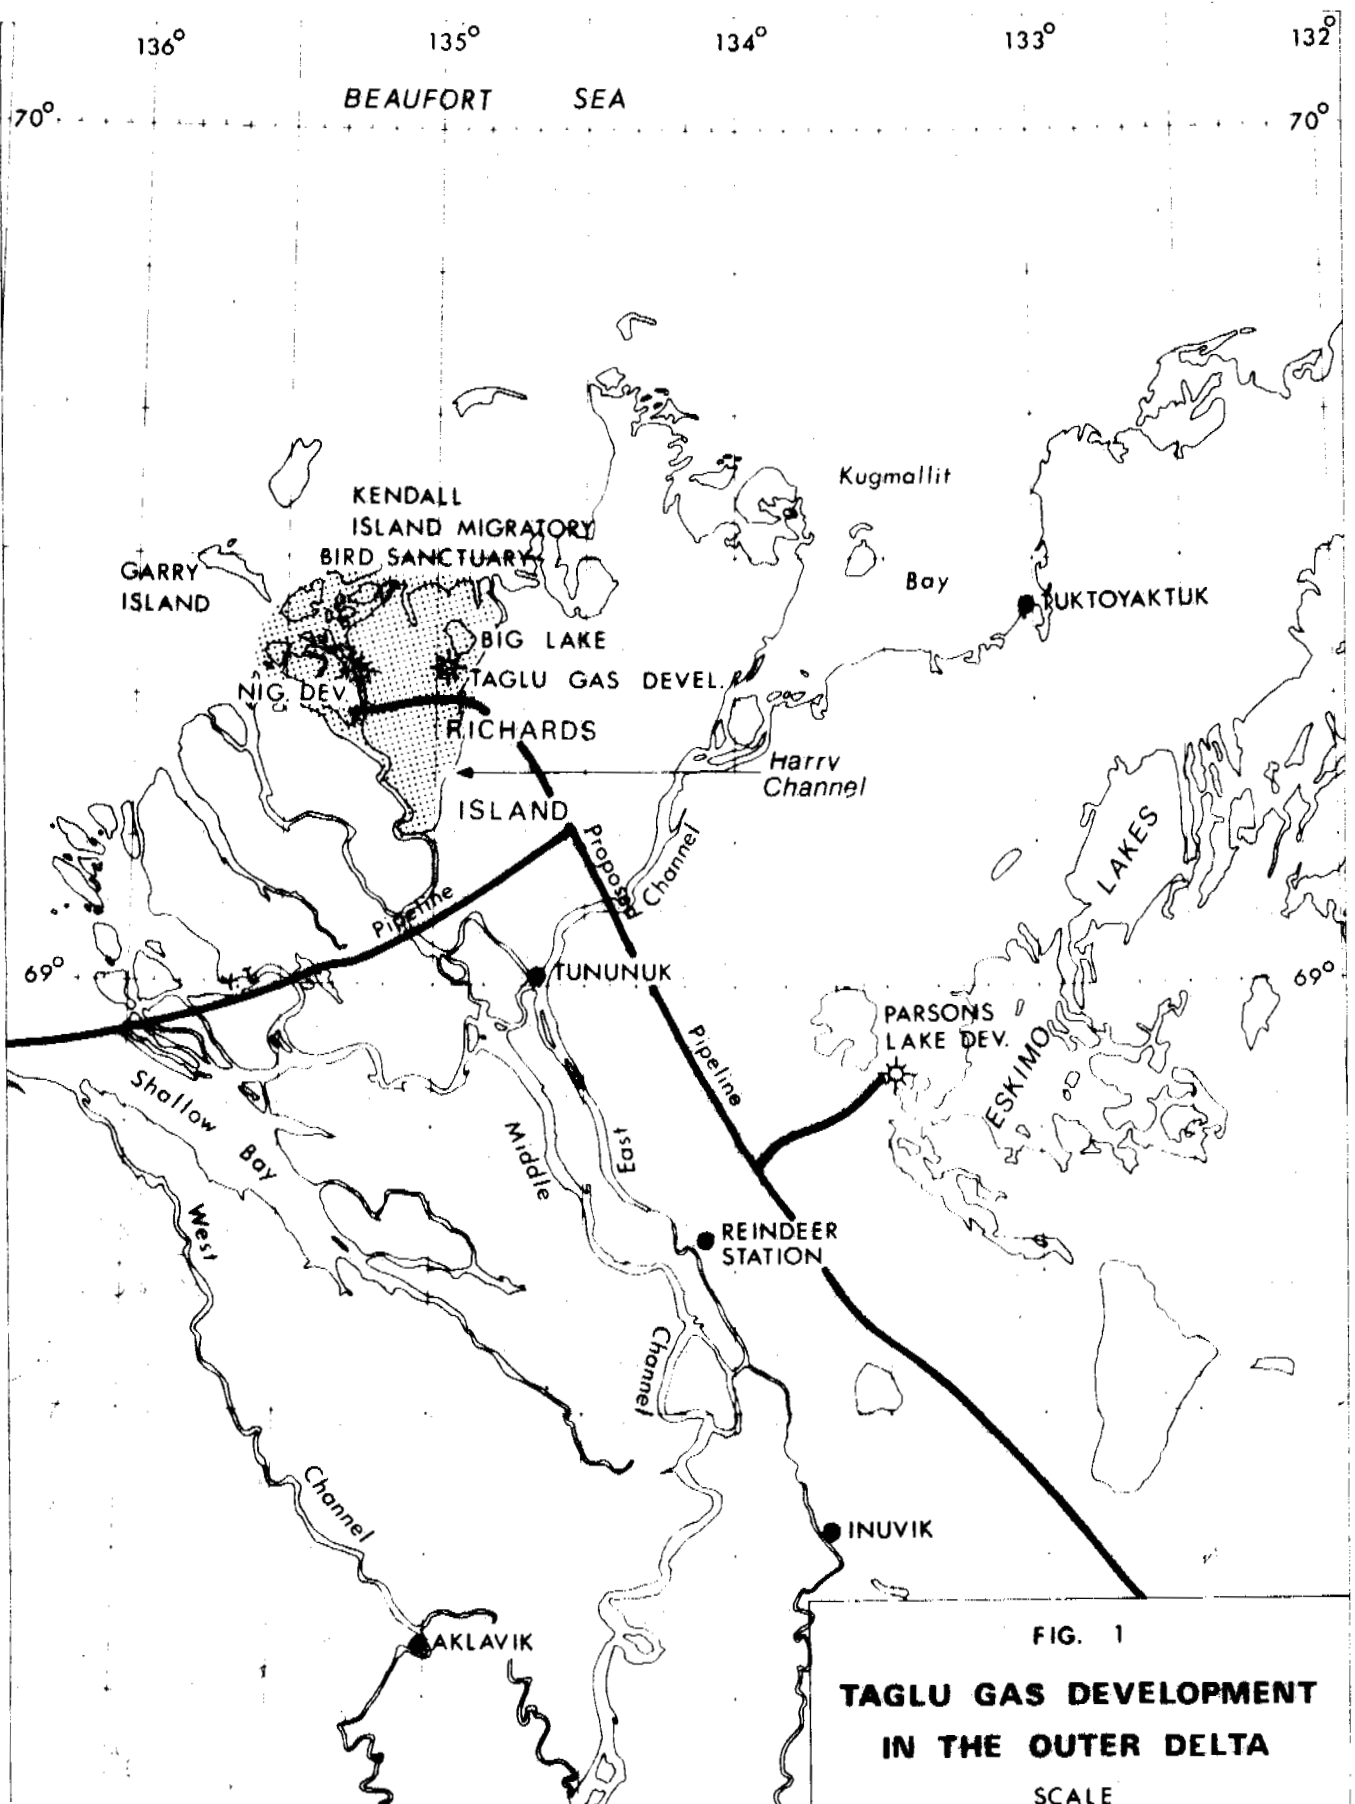 136° 135° 134° 133° 132°
BEAUFORT SEA
70° 70°
Kugmallit
Bay
KENDALL
ISLAND MIGRATORY
BIRD SANCTUARY
GARRY
ISLAND
TUKTOYAKTUK
BIG LAKE
TAGLU GAS DEVEL.
NIG. DEV.
RICHARDS
ISLAND
Harry
Channel
Proposed
Channel
Pipeline
LAKES
69° 69°
TUNUNUK
PARSONS
LAKE DEV.
ESKIMO
Pipeline
Shallow
Bay
Middle
East
West
REINDEER
STATION
Channel
Channel
INUVIK
AKLAVIK
FIG. 1
TAGLU GAS DEVELOPMENT
IN THE OUTER DELTA
SCALE